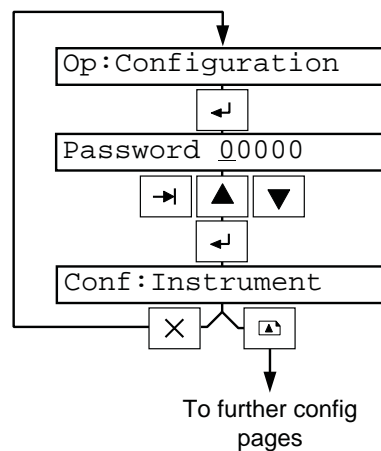 Op:Configuration
Password 00000
Conf:Instrument
To further config
pages